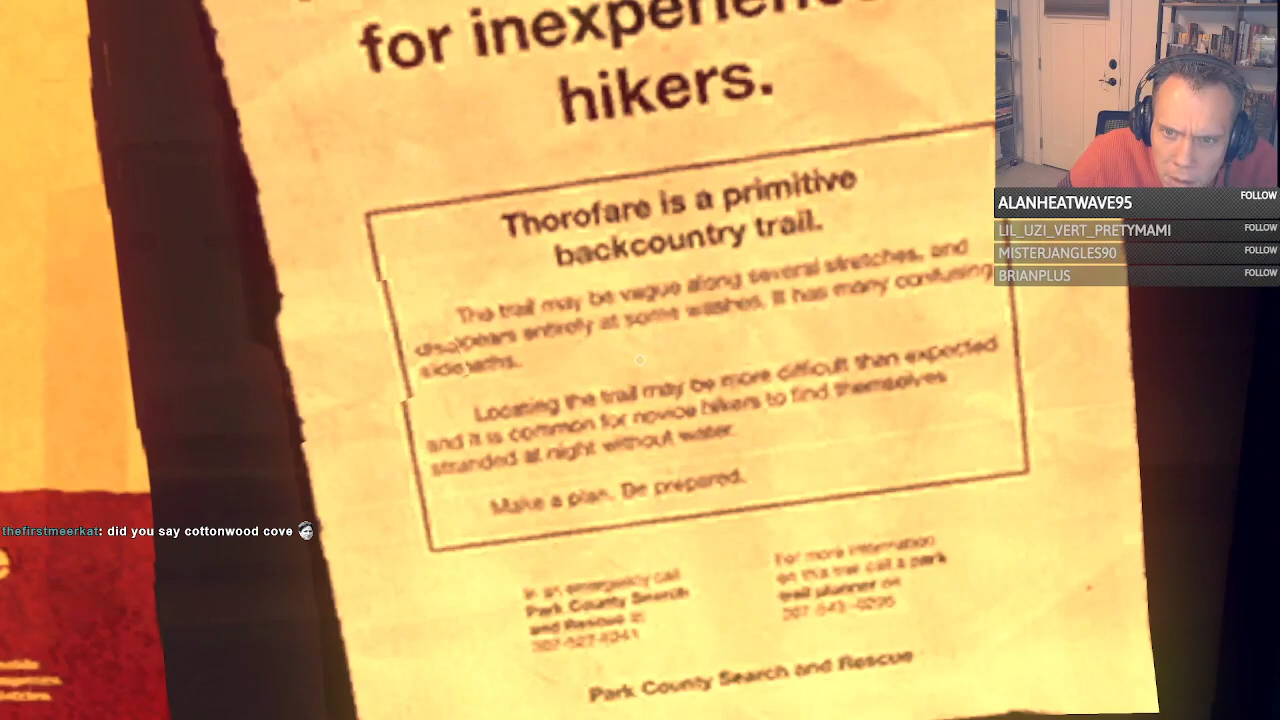 for inexperienc
hikers.
Thorofare is a primitive
backcountry trail.
The trail may be vague along several stretches, and
disappears entirely at some washes. It has many confusing
side paths.
Locating the trail may be more difficult than expected
and it is common for novice hikers to find themselves
stranded at night without water.
Make a plan. Be prepared.
In an emergency call
Park County Search
and Rescue at
For more information
on this trail call a park
trail planner on
Park County Search and Rescue
ALANHEATWAVE95 FOLLOW
LIL_UZI_VERT_PRETYMAMI FOLLOW
MISTERJANGLES90 FOLLOW
BRIANPLUS FOLLOW
thefirstmeerkat: did you say cottonwood cove